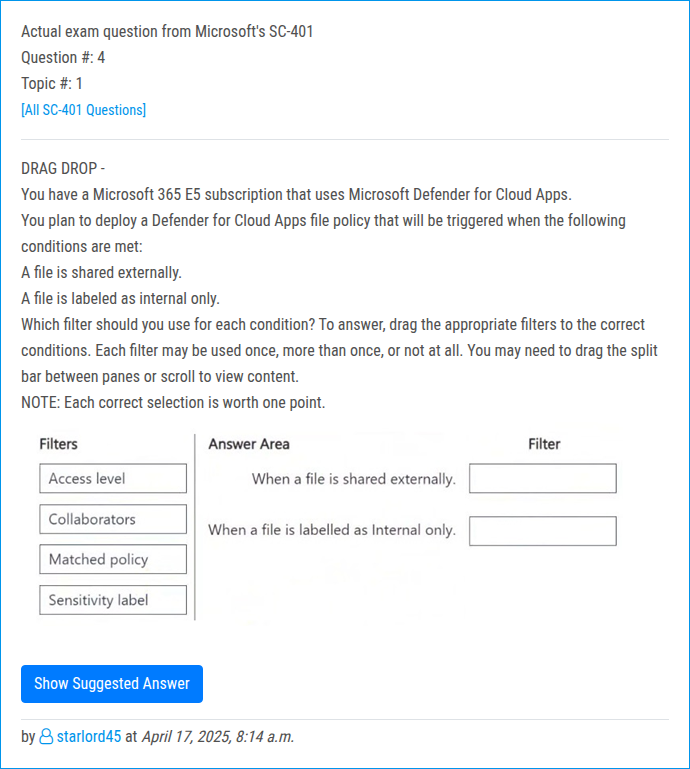 Actual exam question from Microsoft's SC-401
Question #: 4
Topic #: 1
[All SC-401 Questions]
DRAG DROP -
You have a Microsoft 365 E5 subscription that uses Microsoft Defender for Cloud Apps.
You plan to deploy a Defender for Cloud Apps file policy that will be triggered when the following
conditions are met:
A file is shared externally.
A file is labeled as internal only.
Which filter should you use for each condition? To answer, drag the appropriate filters to the correct
conditions. Each filter may be used once, more than once, or not at all. You may need to drag the split
bar between panes or scroll to view content.
NOTE: Each correct selection is worth one point.
Filters
Access level
Collaborators
Matched policy
Sensitivity label
Answer Area
Filter
When a file is shared externally.
When a file is labelled as Internal only.
Show Suggested Answer
by starlord45 at April 17, 2025, 8:14 a.m.